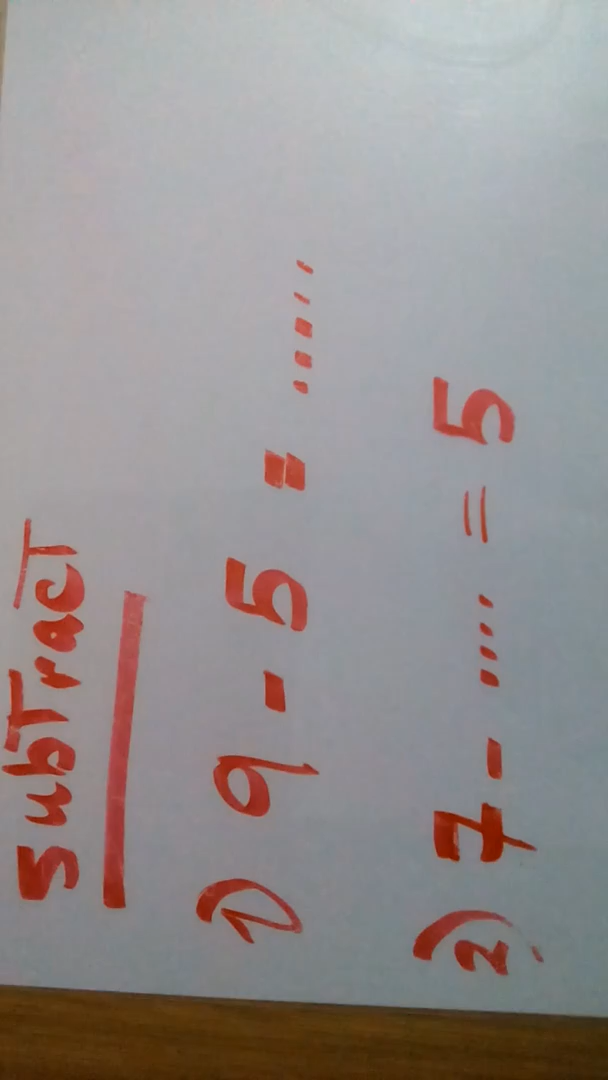 SubTracT
1) 9 - 5 = .....
2) 7 - .... = 5